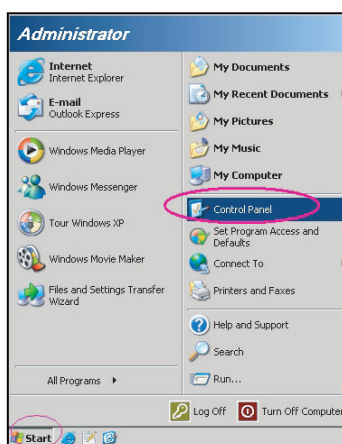 Administrator
Internet
Internet Explorer
E-mail
Outlook Express
Windows Media Player
Windows Messenger
Tour Windows XP
Windows Movie Maker
Files and Settings Transfer
Wizard
All Programs
My Documents
My Recent Documents
My Pictures
My Music
My Computer
Control Panel
Set Program Access and
Defaults
Connect To
Printers and Faxes
Help and Support
Search
Run...
Log Off Turn Off Computer
Start